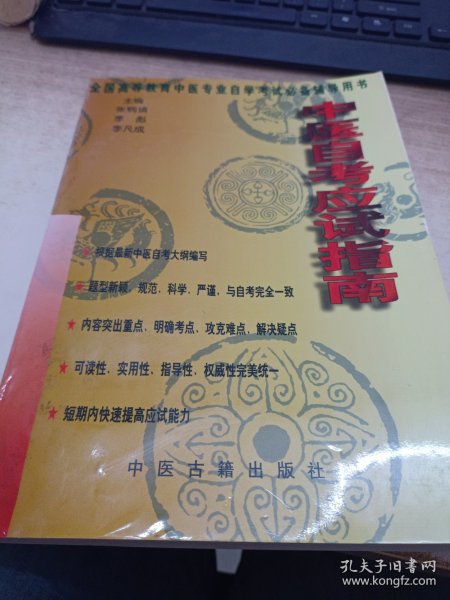 全国高等教育中医专业自学考试必备辅导用书
主编
李彪
李凡成
中医自考应试指南
★ 根据最新中医自考大纲编写
★ 题型新颖、规范、科学、严谨，与自考完全一致
★ 内容突出重点、明确考点、攻克难点、解决疑点
★ 可读性、实用性、指导性、权威性完美统一
★ 短期内快速提高应试能力
中医古籍出版社
孔夫子旧书网
www.kongfz.com